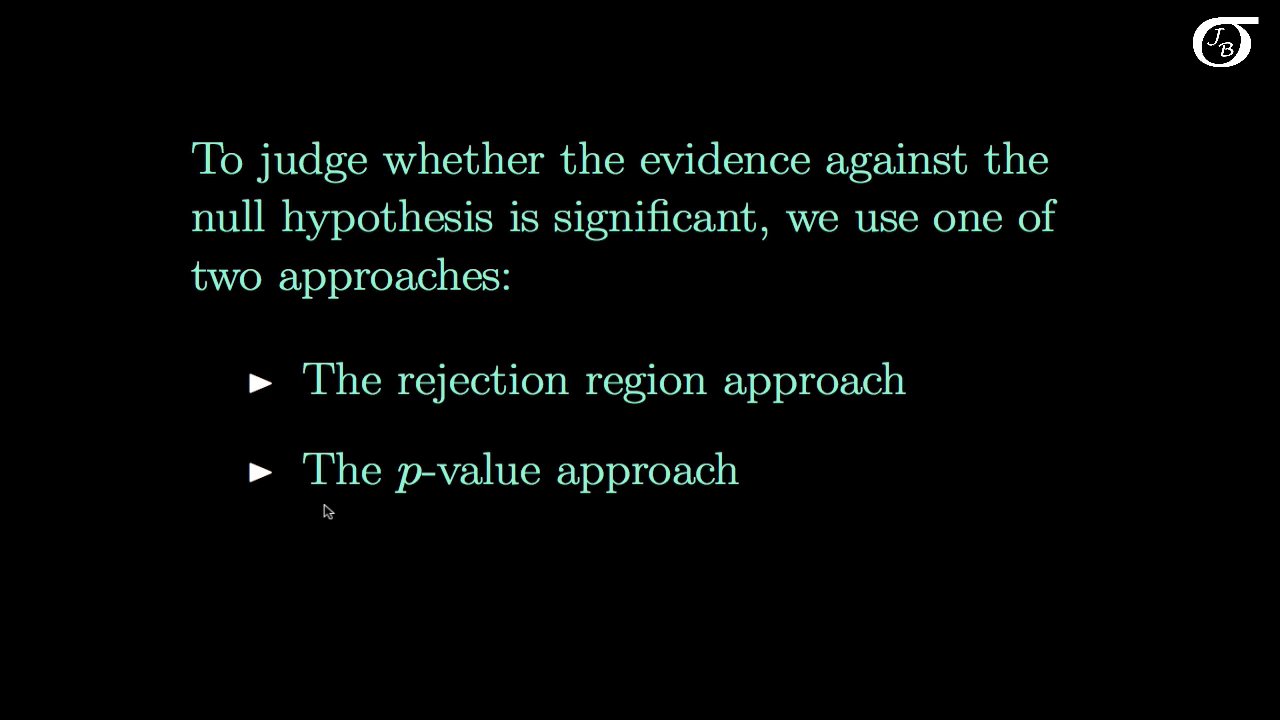 JB
To judge whether the evidence against the
null hypothesis is significant, we use one of
two approaches:
► The rejection region approach
► The p-value approach